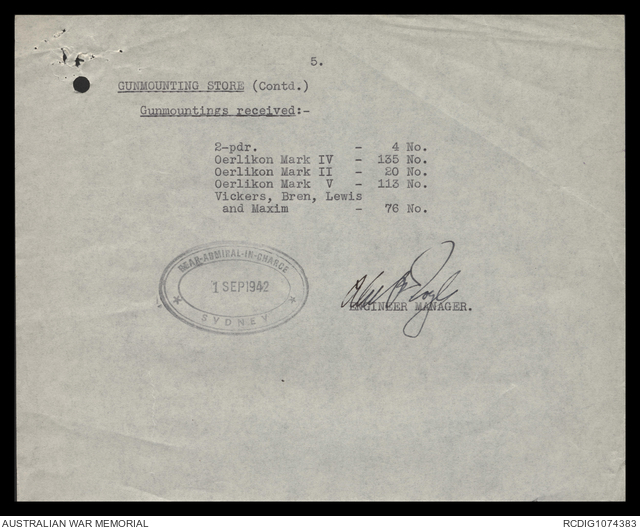 5.
GUNMOUNTING STORE (Contd.)
Gunmountings received:-
2-pdr. - 4 No.
Oerlikon Mark IV - 135 No.
Oerlikon Mark II - 20 No.
Oerlikon Mark V - 113 No.
Vickers, Bren, Lewis
and Maxim - 76 No.
REAR-ADMIRAL-IN-CHARGE
1 SEP 1942
SYDNEY
ENGINEER MANAGER.
AUSTRALIAN WAR MEMORIAL
RCDIG1074383